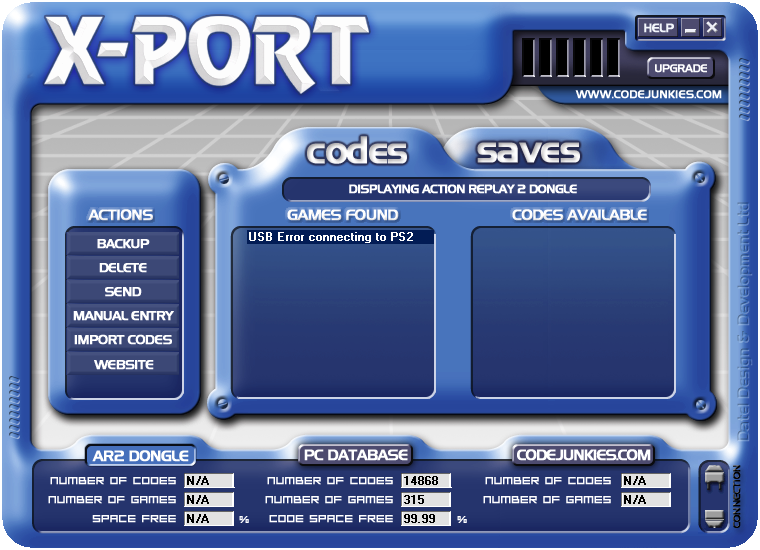 X-PORT
HELP
UPGRADE
WWW.CODEJUNKIES.COM
codes
saves
DISPLAYING ACTION REPLAY 2 DONGLE
ACTIONS
BACKUP
DELETE
SEND
MANUAL ENTRY
IMPORT CODES
WEBSITE
GAMES FOUND
USB Error connecting to PS2
CODES AVAILABLE
Datel Design & Development Ltd
AR2 DONGLE
NUMBER OF CODES N/A
NUMBER OF GAMES N/A
SPACE FREE N/A %
PC DATABASE
NUMBER OF CODES 14868
NUMBER OF GAMES 315
CODE SPACE FREE 99.99 %
CODEJUNKIES.COM
NUMBER OF CODES N/A
NUMBER OF GAMES N/A
CONNECTION